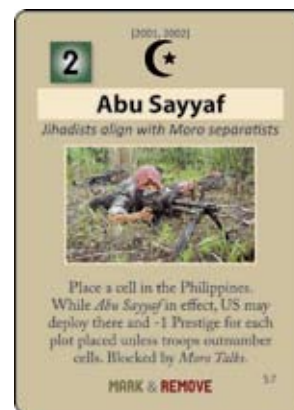 [2001, 2002]
2
Abu Sayyaf
Jihadists align with Moro separatists
Place a cell in the Philippines.
While Abu Sayyaf in effect, US may
deploy there and -1 Prestige for each
plot placed unless troops outnumber
cells. Blocked by Moro Talks.
MARK & REMOVE
57